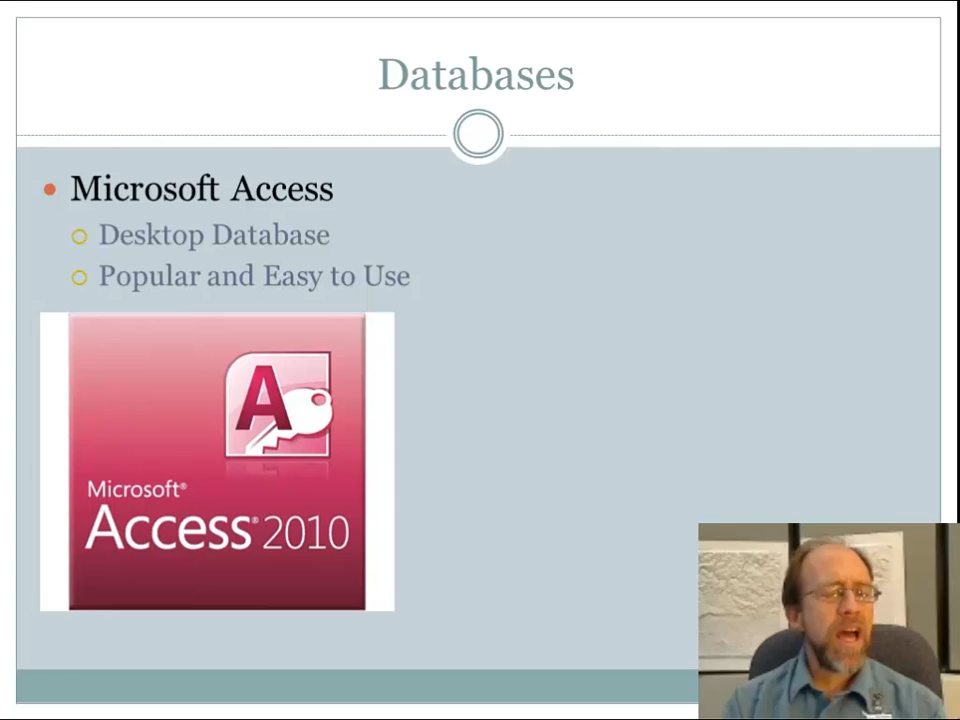 Databases
Microsoft Access
Desktop Database
Popular and Easy to Use
A
Microsoft®
Access® 2010